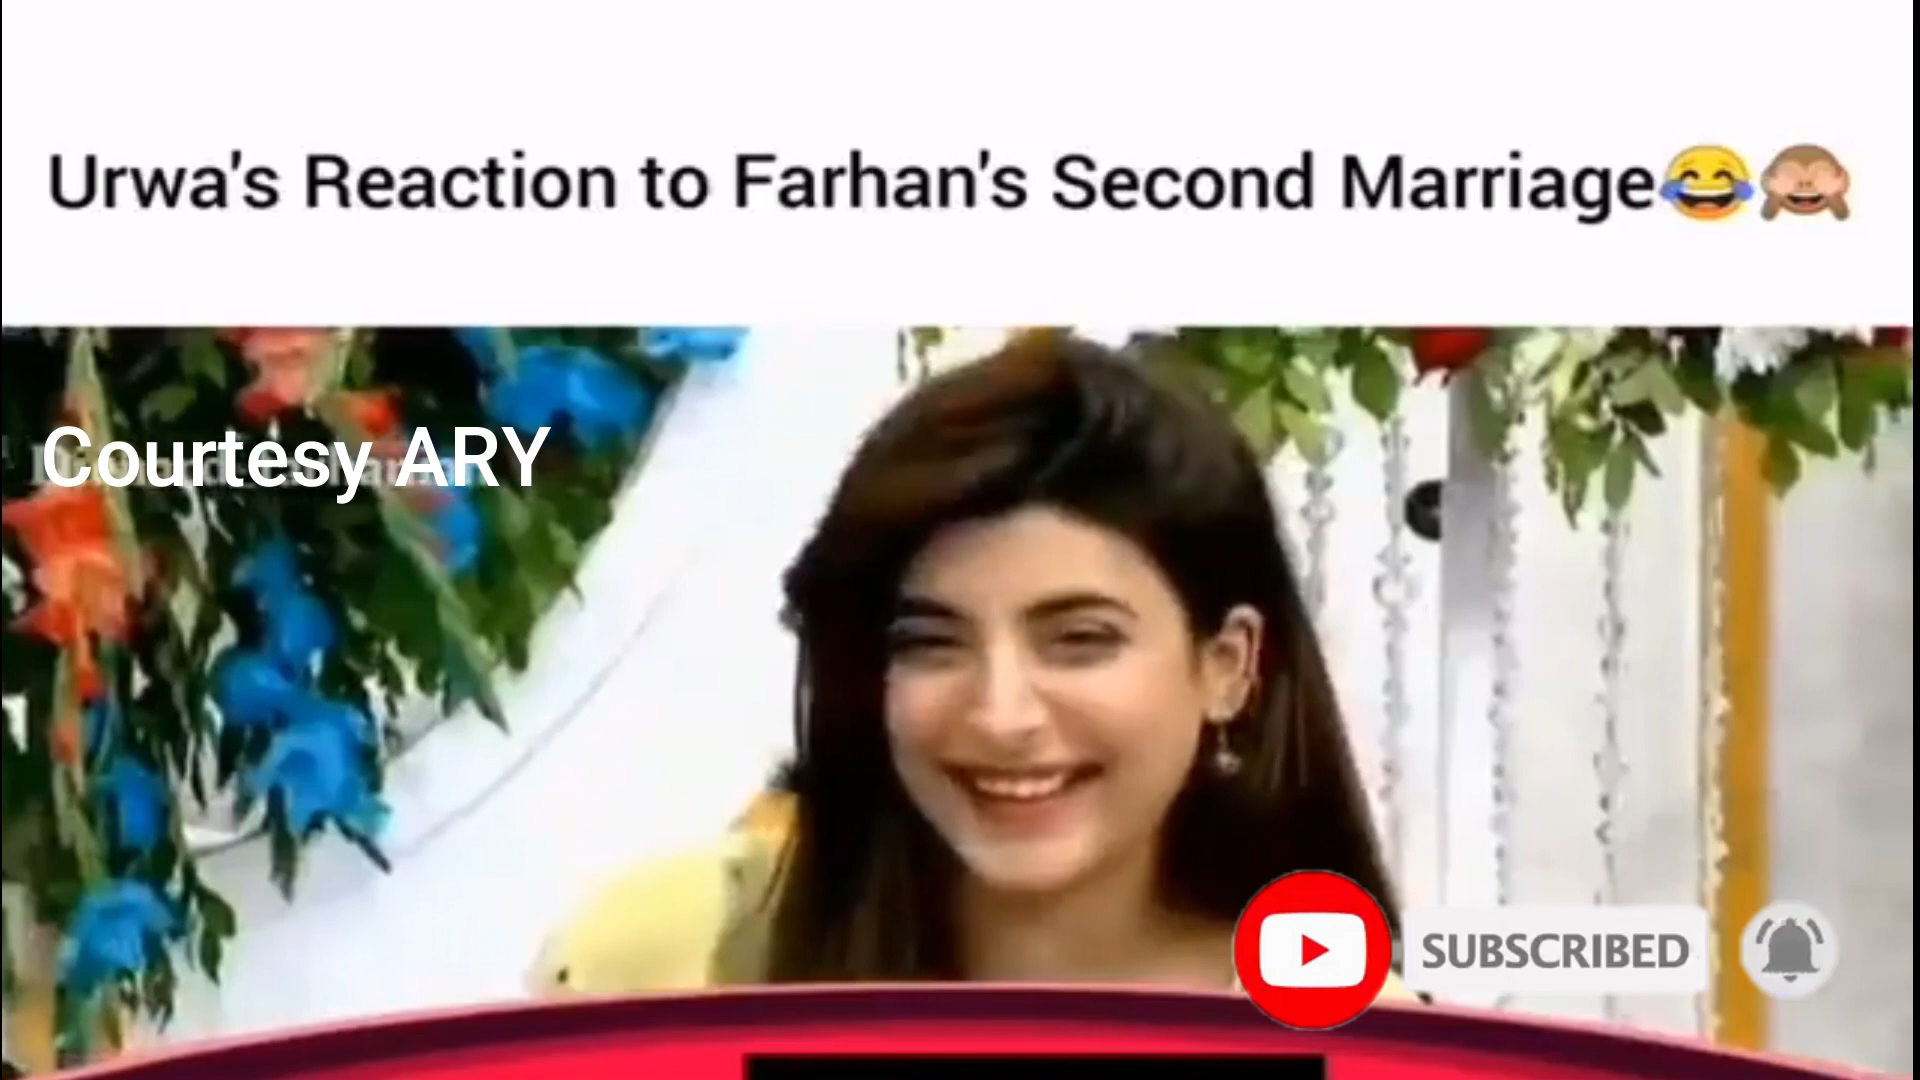 Urwa's Reaction to Farhan's Second Marriage😂🙈
Courtesy ARY
SUBSCRIBED